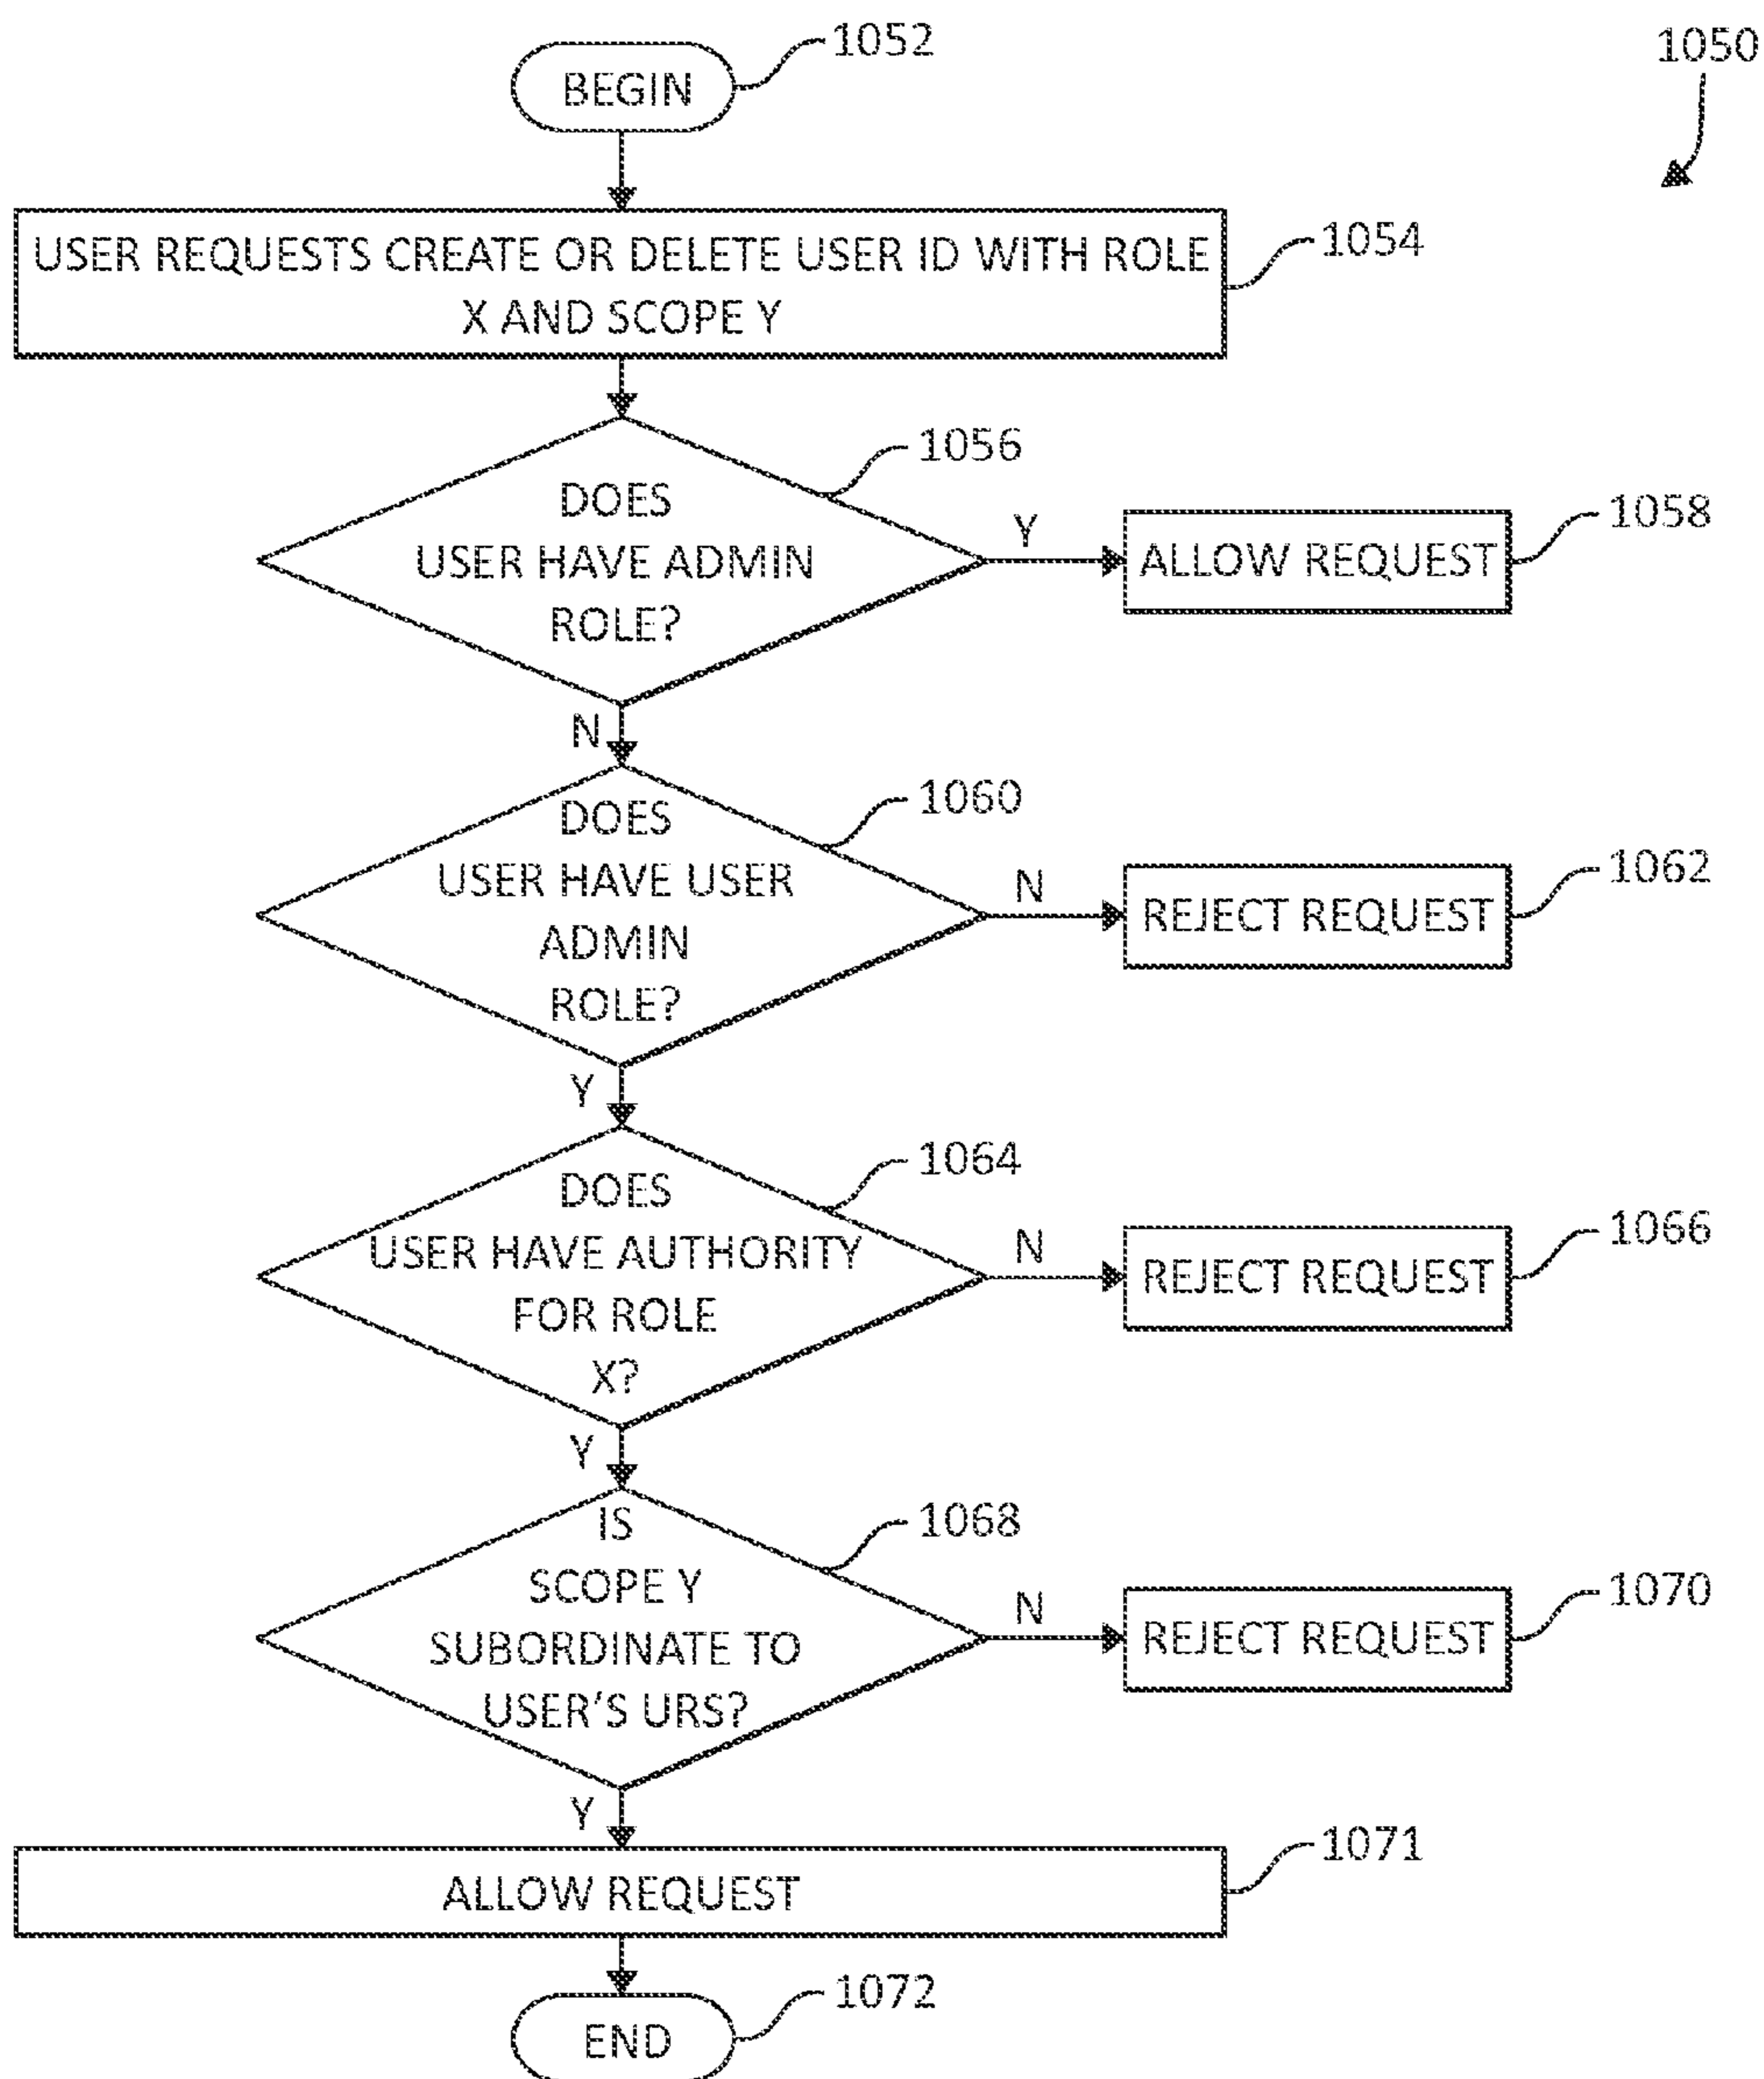 1052
1050
BEGIN
USER REQUESTS CREATE OR DELETE USER ID WITH ROLE
X AND SCOPE Y
1054
1056
DOES
USER HAVE ADMIN
ROLE?
Y
ALLOW REQUEST
1058
N
1060
DOES
USER HAVE USER
ADMIN
ROLE?
N
REJECT REQUEST
1062
Y
1064
DOES
USER HAVE AUTHORITY
FOR ROLE
X?
N
REJECT REQUEST
1066
Y
1068
IS
SCOPE Y
SUBORDINATE TO
USER'S URS?
N
REJECT REQUEST
1070
Y
ALLOW REQUEST
1071
END
1072